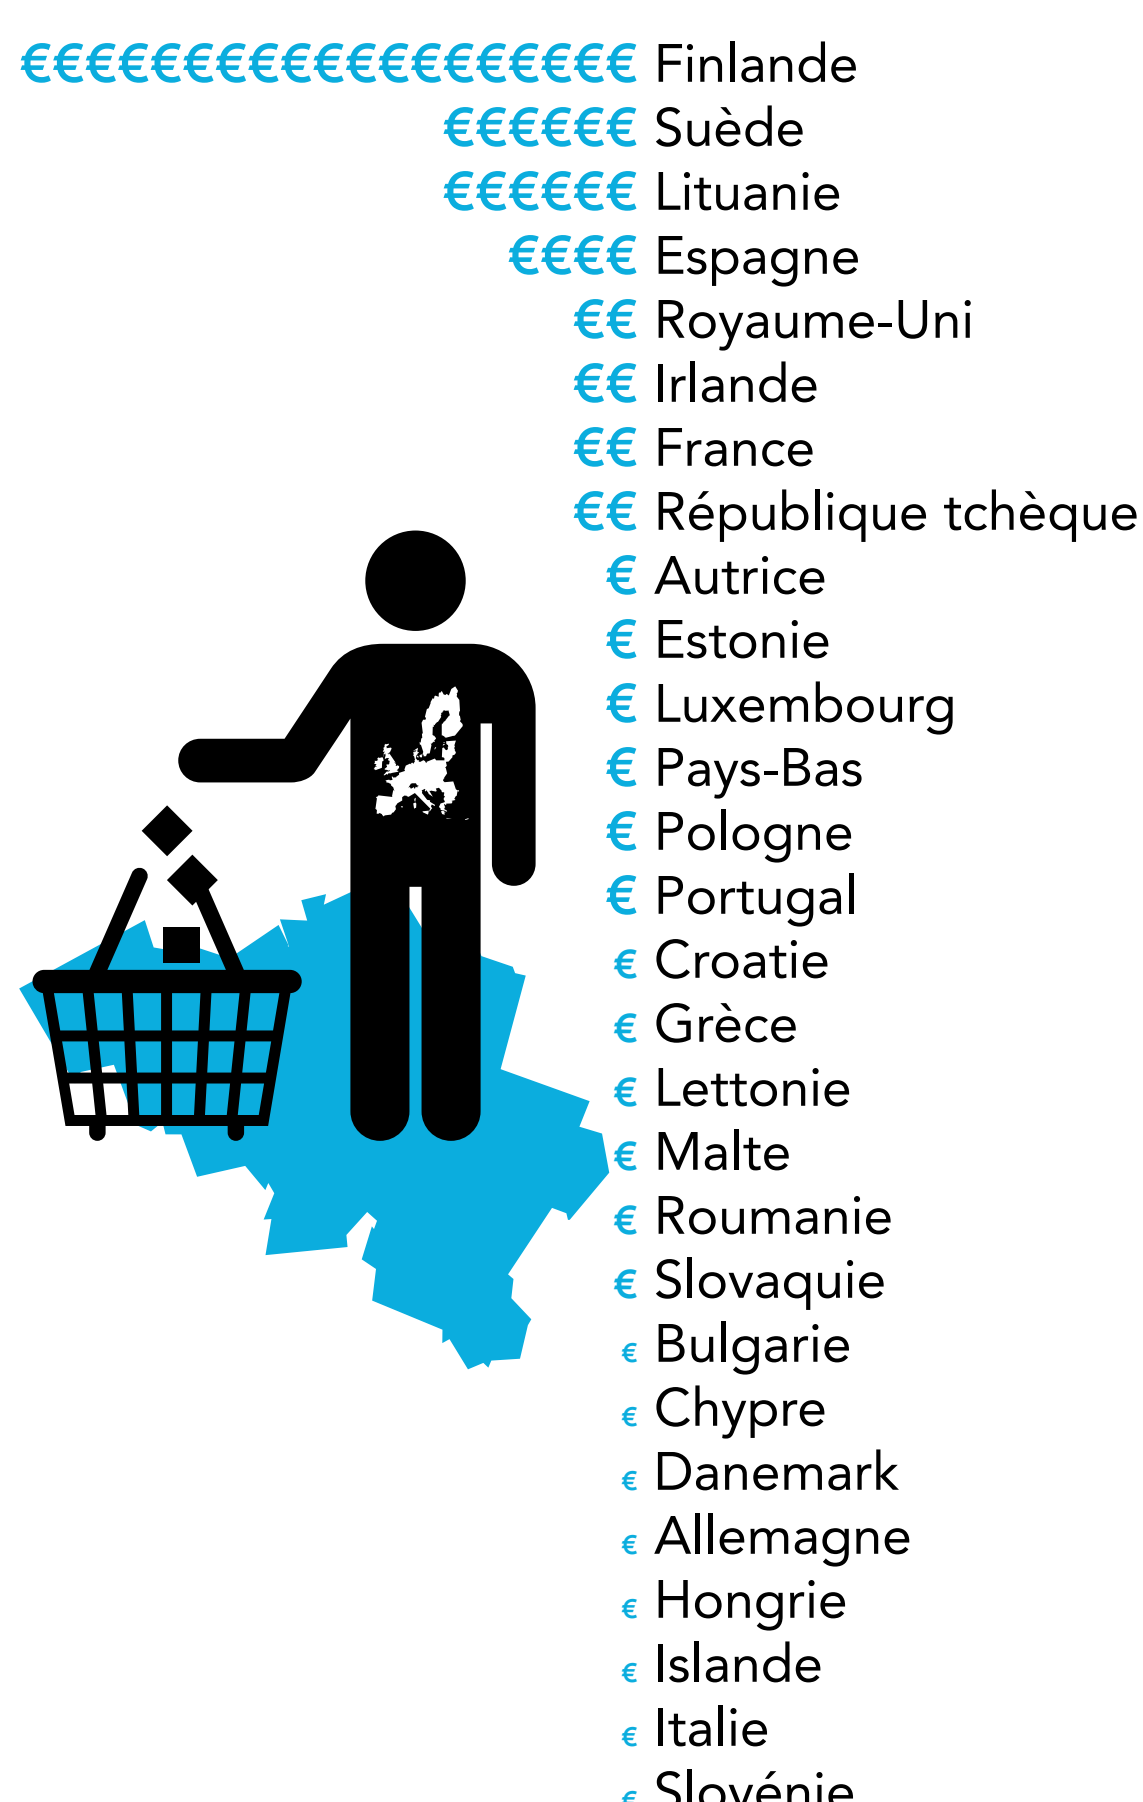 €€€€€€€€€€€€€€€€€€€ Finlande
€€€€€€ Suède
€€€€€€ Lituanie
€€€€ Espagne
€€ Royaume-Uni
€€ Irlande
€€ France
€€ République tchèque
€ Autrice
€ Estonie
€ Luxembourg
€ Pays-Bas
€ Pologne
€ Portugal
€ Croatie
€ Grèce
€ Lettonie
€ Malte
€ Roumanie
€ Slovaquie
€ Bulgarie
€ Chypre
€ Danemark
€ Allemagne
€ Hongrie
€ Islande
€ Italie
€ Slovénie